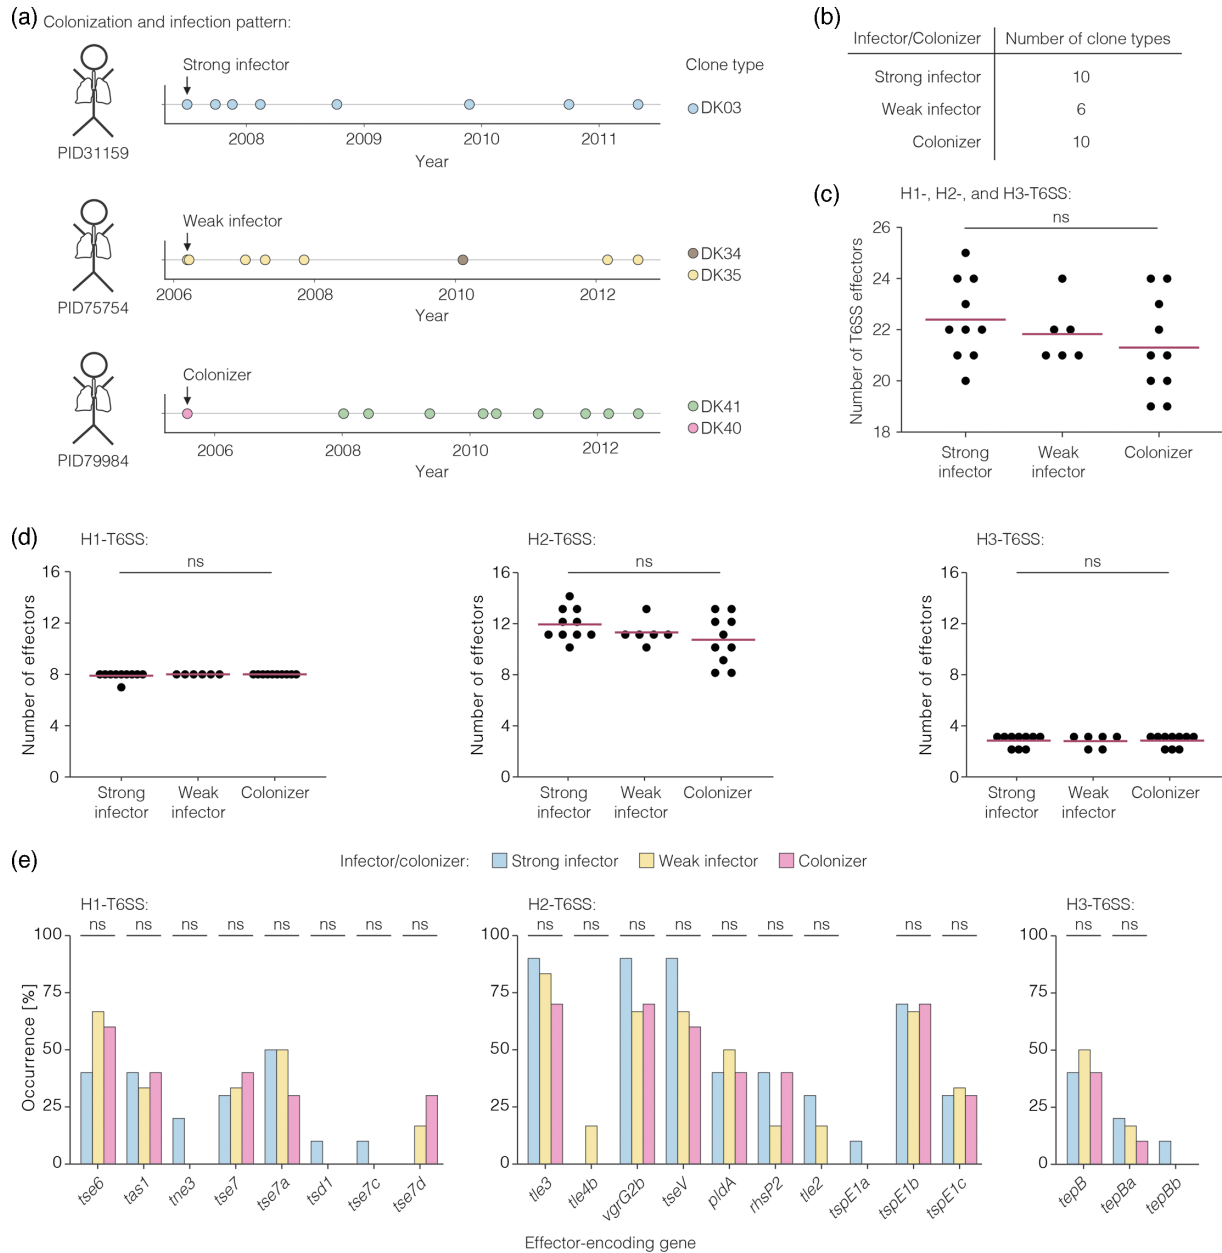 (a) Colonization and infection pattern:
Strong infector
Clone type
DK03
2008 2009 2010 2011
Year
PID31159
Weak infector
DK34
DK35
2006 2008 2010 2012
Year
PID75754
Colonizer
DK41
DK40
2006 2008 2010 2012
Year
PID79984
(b)
Infector/Colonizer Number of clone types
Strong infector 10
Weak infector 6
Colonizer 10
(c)
H1-, H2-, and H3-T6SS:
ns
Number of T6SS effectors
26
24
22
20
18
Strong infector
Weak infector
Colonizer
(d)
H1-T6SS:
ns
Number of effectors
16
12
8
4
0
Strong infector
Weak infector
Colonizer
H2-T6SS:
ns
Number of effectors
16
12
8
4
0
Strong infector
Weak infector
Colonizer
H3-T6SS:
ns
Number of effectors
16
12
8
4
0
Strong infector
Weak infector
Colonizer
(e)
Infector/colonizer: Strong infector Weak infector Colonizer
H1-T6SS:
ns ns ns ns ns ns ns ns
Occurrence [%]
100
75
50
25
0
tse6 tas1 tne3 tse7 tse7a tsd1 tse7c tse7d
H2-T6SS:
ns ns ns ns ns ns ns ns ns
100
75
50
25
0
tle3 tle4b vgrG2b tseV pldA rhsP2 tle2 tspE1a tspE1b tspE1c
H3-T6SS:
ns ns
100
75
50
25
0
tepB tepBa tepBb
Effector-encoding gene